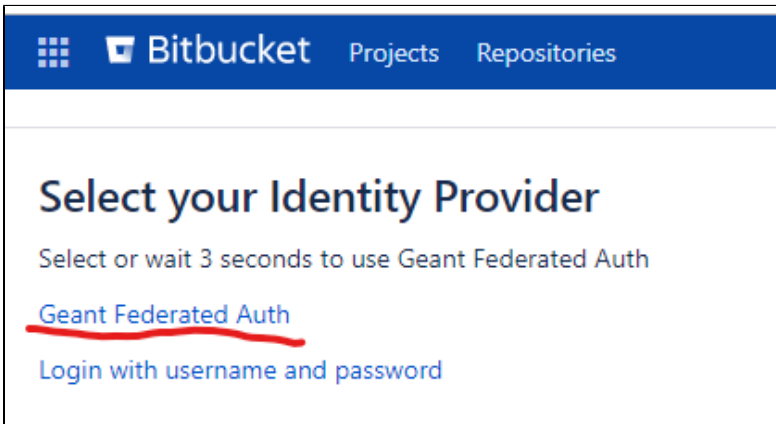 Bitbucket Projects Repositories
Select your Identity Provider
Select or wait 3 seconds to use Geant Federated Auth
Geant Federated Auth
Login with username and password